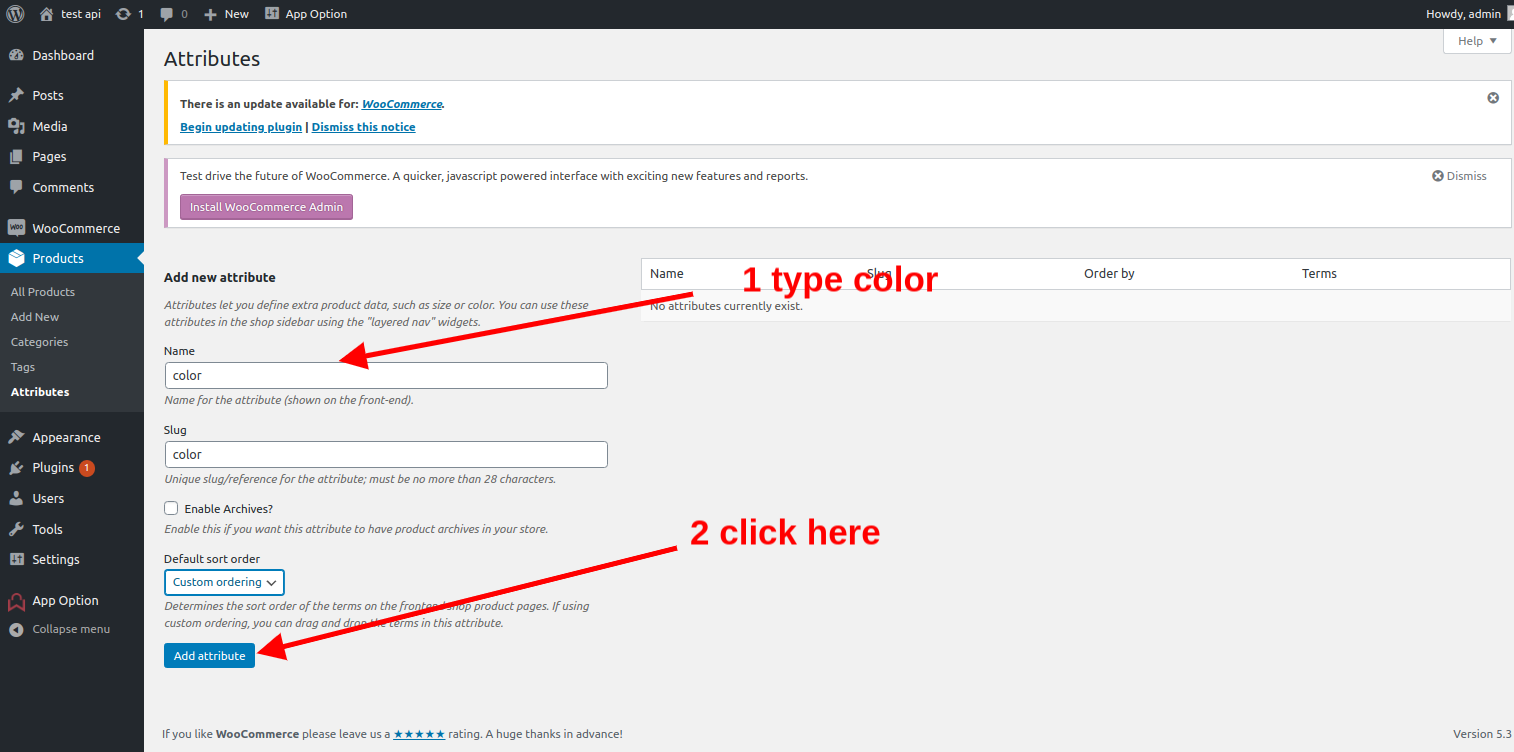 test api 1 0 New App Option Howdy, admin
Help
Dashboard
Posts
Media
Pages
Comments
WooCommerce
Products
All Products
Add New
Categories
Tags
Attributes
Appearance
Plugins 1
Users
Tools
Settings
App Option
Collapse menu
Attributes
There is an update available for: WooCommerce.
Begin updating plugin | Dismiss this notice
Test drive the future of WooCommerce. A quicker, javascript powered interface with exciting new features and reports.
Dismiss
Install WooCommerce Admin
Add new attribute
Attributes let you define extra product data, such as size or color. You can use these
attributes in the shop sidebar using the "layered nav" widgets.
Name
color
Name for the attribute (shown on the front-end).
Slug
color
Unique slug/reference for the attribute; must be no more than 28 characters.
Enable Archives?
Enable this if you want this attribute to have product archives in your store.
Default sort order
Custom ordering
Determines the sort order of the terms on the frontend shop product pages. If using
custom ordering, you can drag and drop the terms in this attribute.
Add attribute
Name Slug Order by Terms
No attributes currently exist.
1 type color
2 click here
If you like WooCommerce please leave us a ★★★★★ rating. A huge thanks in advance!
Version 5.3